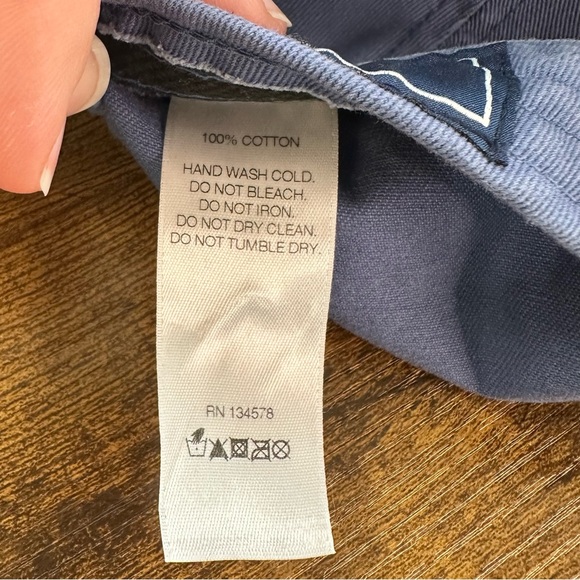 100% COTTON
HAND WASH COLD.
DO NOT BLEACH.
DO NOT IRON.
DO NOT DRY CLEAN.
DO NOT TUMBLE DRY.
RN 134578